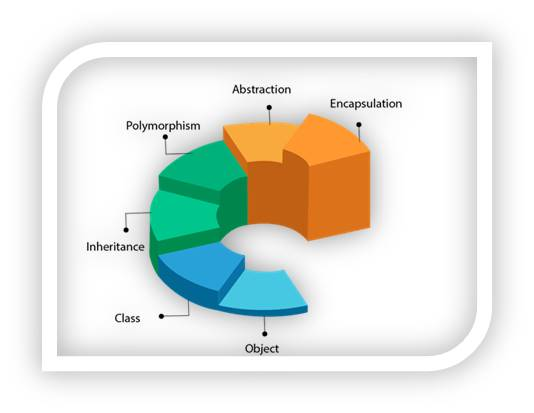 Abstraction
Encapsulation
Polymorphism
Inheritance
Class
Object